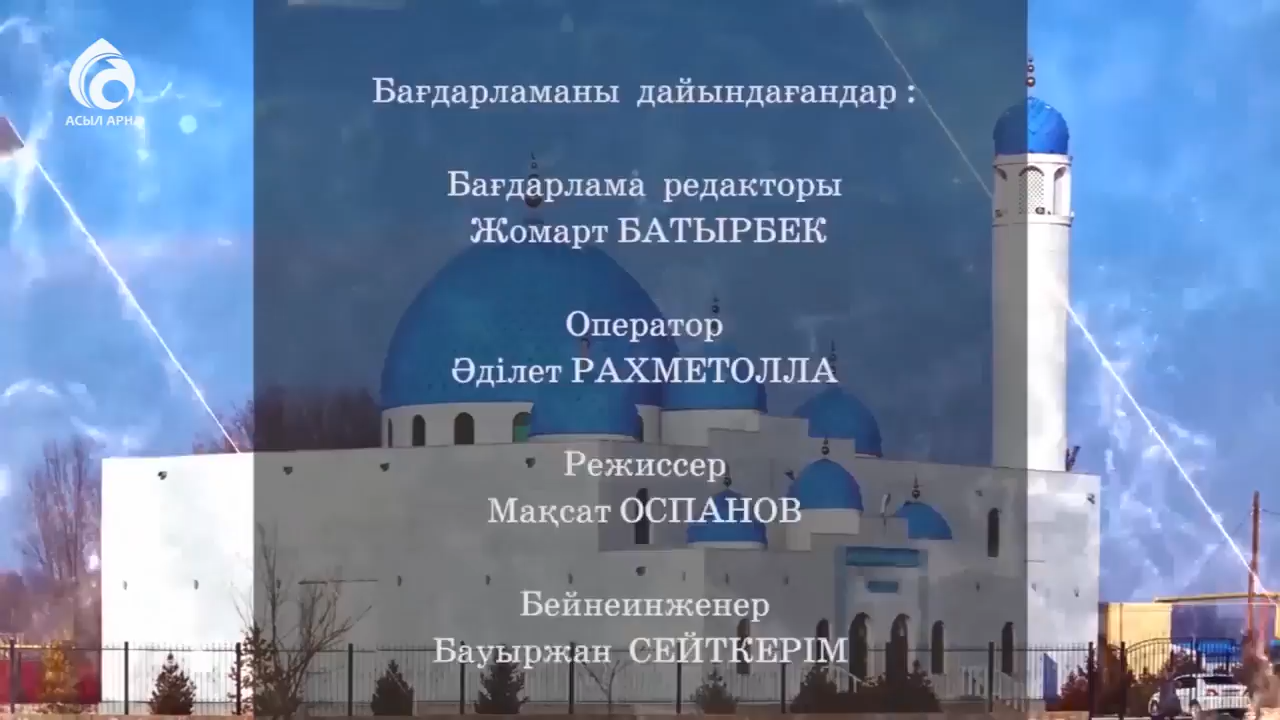 АСЫЛ АРНА
Бағдарламаны дайындағандар :
Бағдарлама редакторы
Жомарт БАТЫРБЕК
Оператор
Әділет РАХМЕТОЛЛА
Режиссер
Мақсат ОСПАНОВ
Бейнеинженер
Бауыржан СЕЙТКЕРІМ